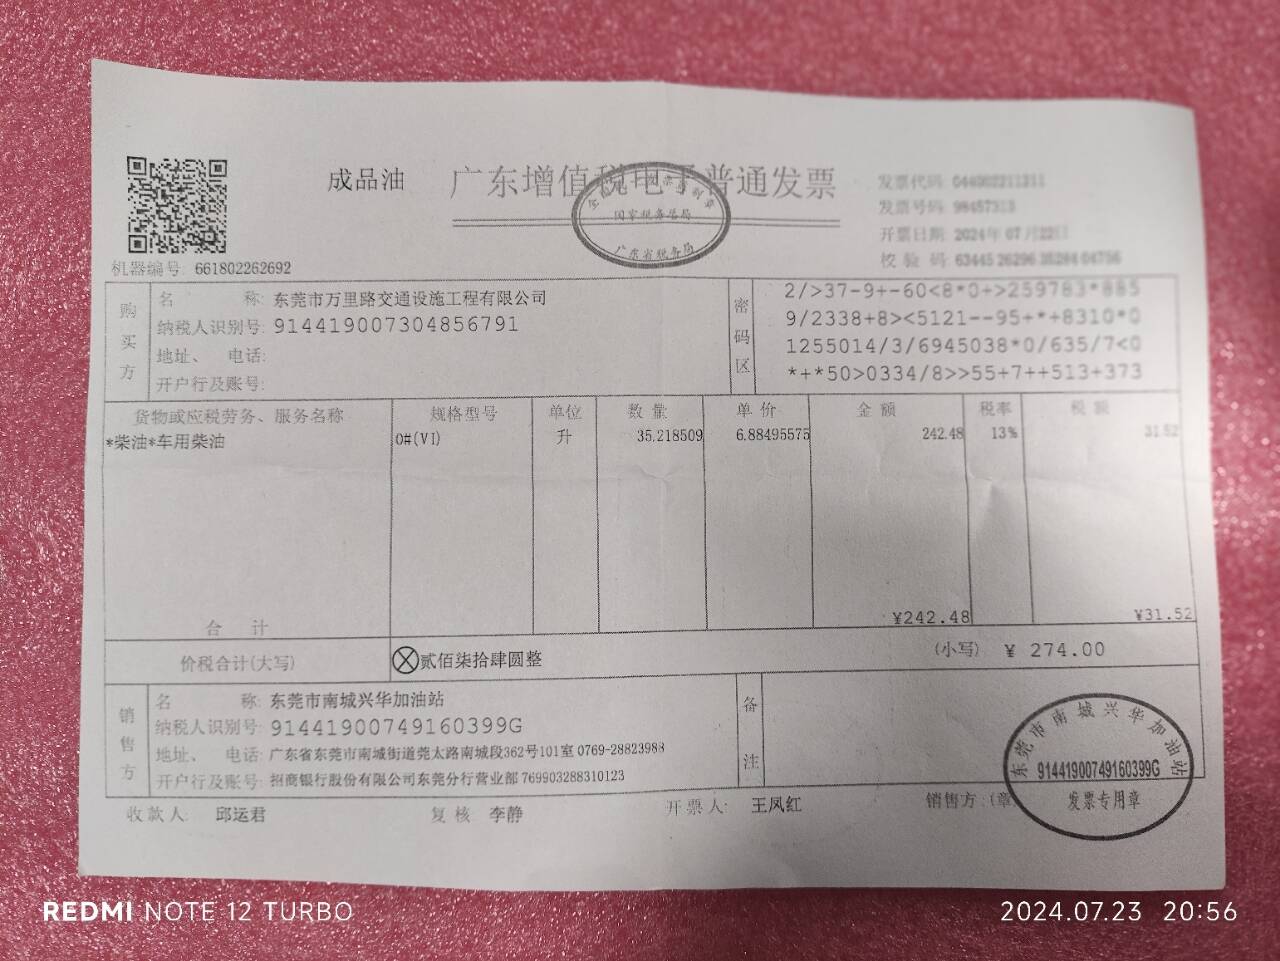 成品油 广东增值税电子普通发票
国家税务总局
广东省税务局
发票代码:
发票号码:
开票日期: 2024年07月22日
校验码: 63445 26296 35284 04756
机器编号: 661802262692
购买方
名称: 东莞市万里路交通设施工程有限公司
纳税人识别号: 914419007304856791
地址、电话:
开户行及账号:
密码区
2/>37-9+-60<8*0+>259783*885
9/2338+8><5121--95+*+8310*0
1255014/3/6945038*0/635/7<0
*+*50>0334/8>>55+7++513+373
货物或应税劳务、服务名称 规格型号 单位 数量 单价 金额 税率 税额
*柴油*车用柴油 0#(VI) 升 35.218509 6.88495575 242.48 13% 31.52
合计 ¥242.48 ¥31.52
价税合计(大写) ⊗贰佰柒拾肆圆整 (小写) ¥ 274.00
销售方
名称: 东莞市南城兴华加油站
纳税人识别号: 91441900749160399G
地址、电话: 广东省东莞市南城街道莞太路南城段362号101室 0769-28823988
开户行及账号: 招商银行股份有限公司东莞分行营业部 769903288310123
备注
收款人: 邱运君 复核 李静 开票人: 王凤红 销售方:(章)
东莞市南城兴华加油站
91441900749160399G
发票专用章
REDMI NOTE 12 TURBO
2024.07.23 20:56